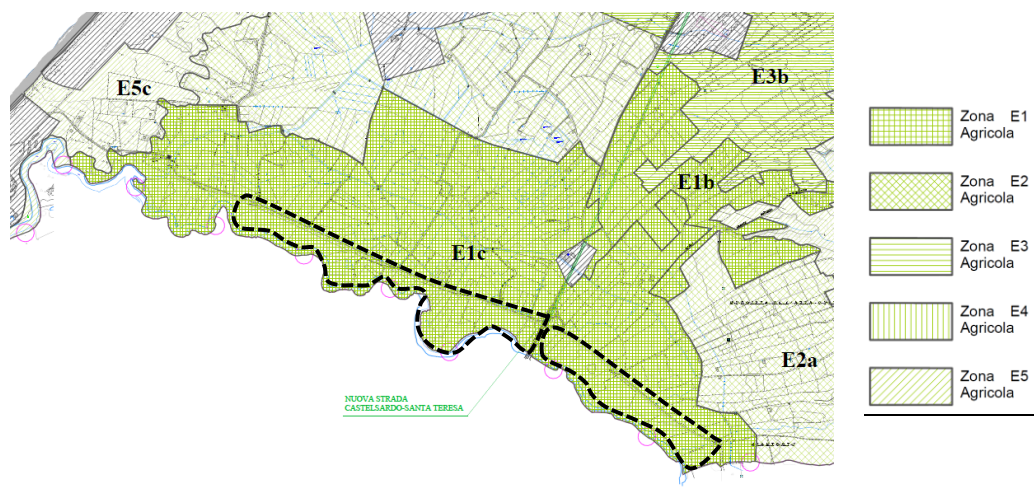 E5c
E3b
E1b
E1c
E2a
NUOVA STRADA
CASTELSARDO-SANTA TERESA
Zona E1
Agricola
Zona E2
Agricola
Zona E3
Agricola
Zona E4
Agricola
Zona E5
Agricola